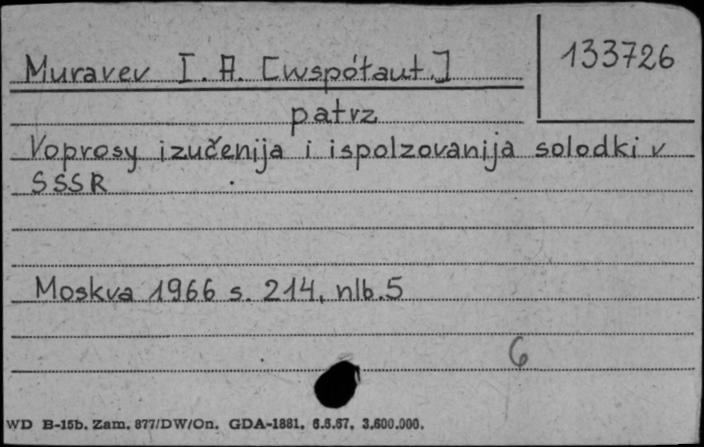 133726
Muravev I. A. [współaut.]
patrz
Voprosy izučenija i ispolzovanija solodki v
SSSR
Moskva 1966 s. 214, nlb. 5
6
WD B-15b. Zam. 877/DW/On. GDA-1881. 6.5.67. 3.600.000.